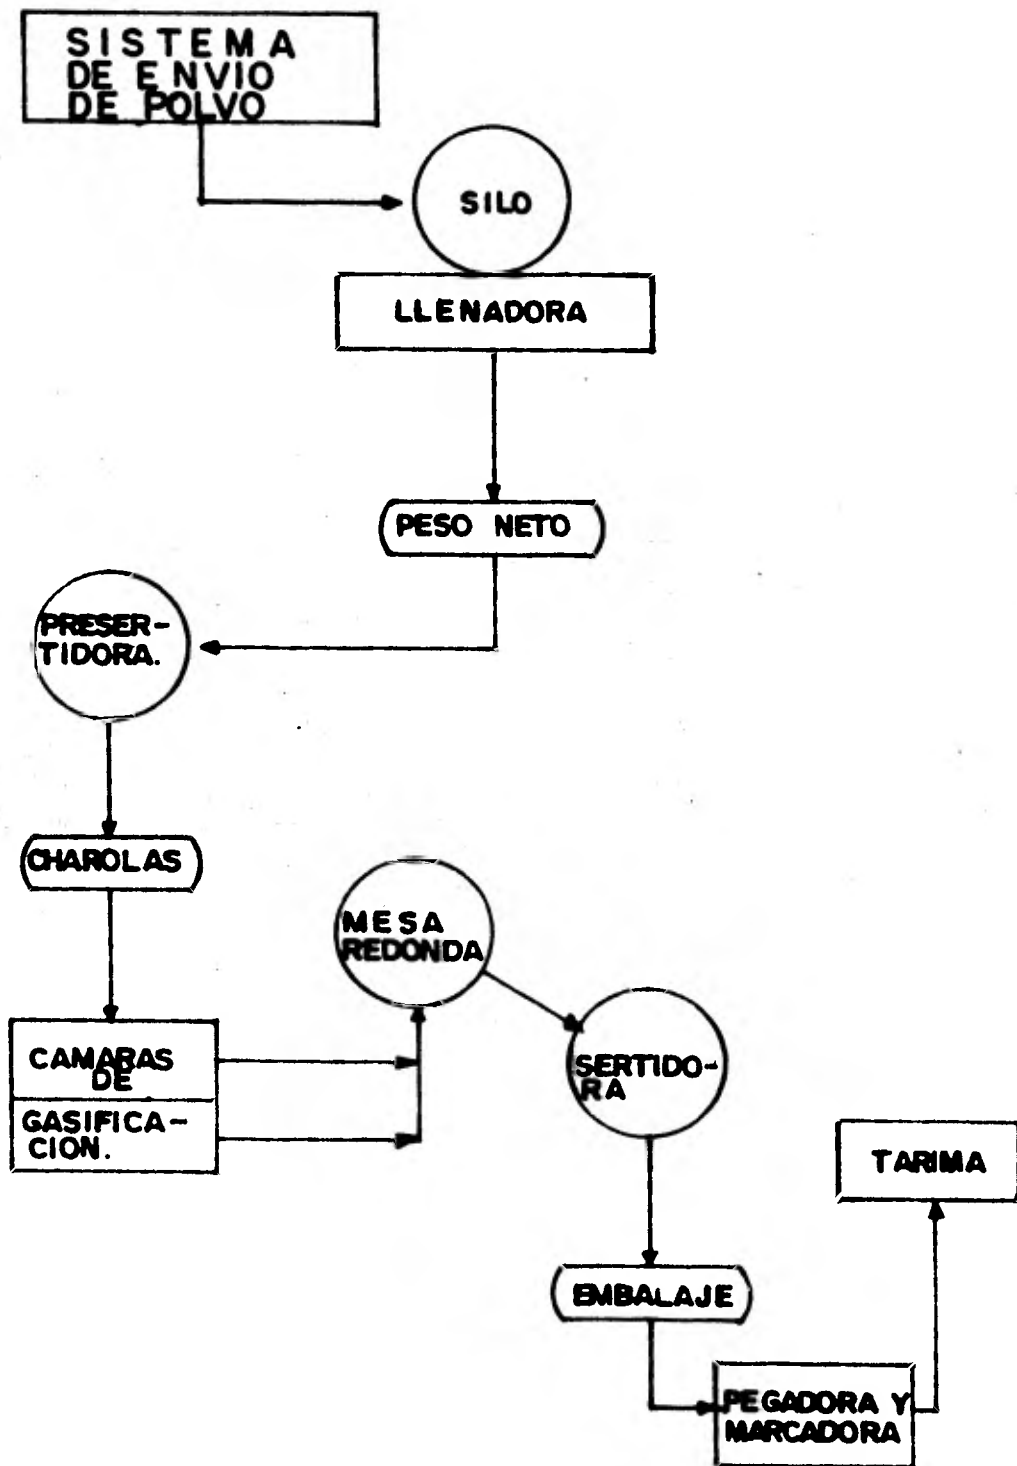 SISTEMA
DE ENVIO
DE POLVO
SILO
LLENADORA
PESO NETO
PRESER-
TIDORA.
CHAROLAS
MESA
REDONDA
CAMARAS
DE
GASIFICA-
CION.
SERTIDO-
RA
TARIMA
EMBALAJE
PEGADORA Y
MARCADORA